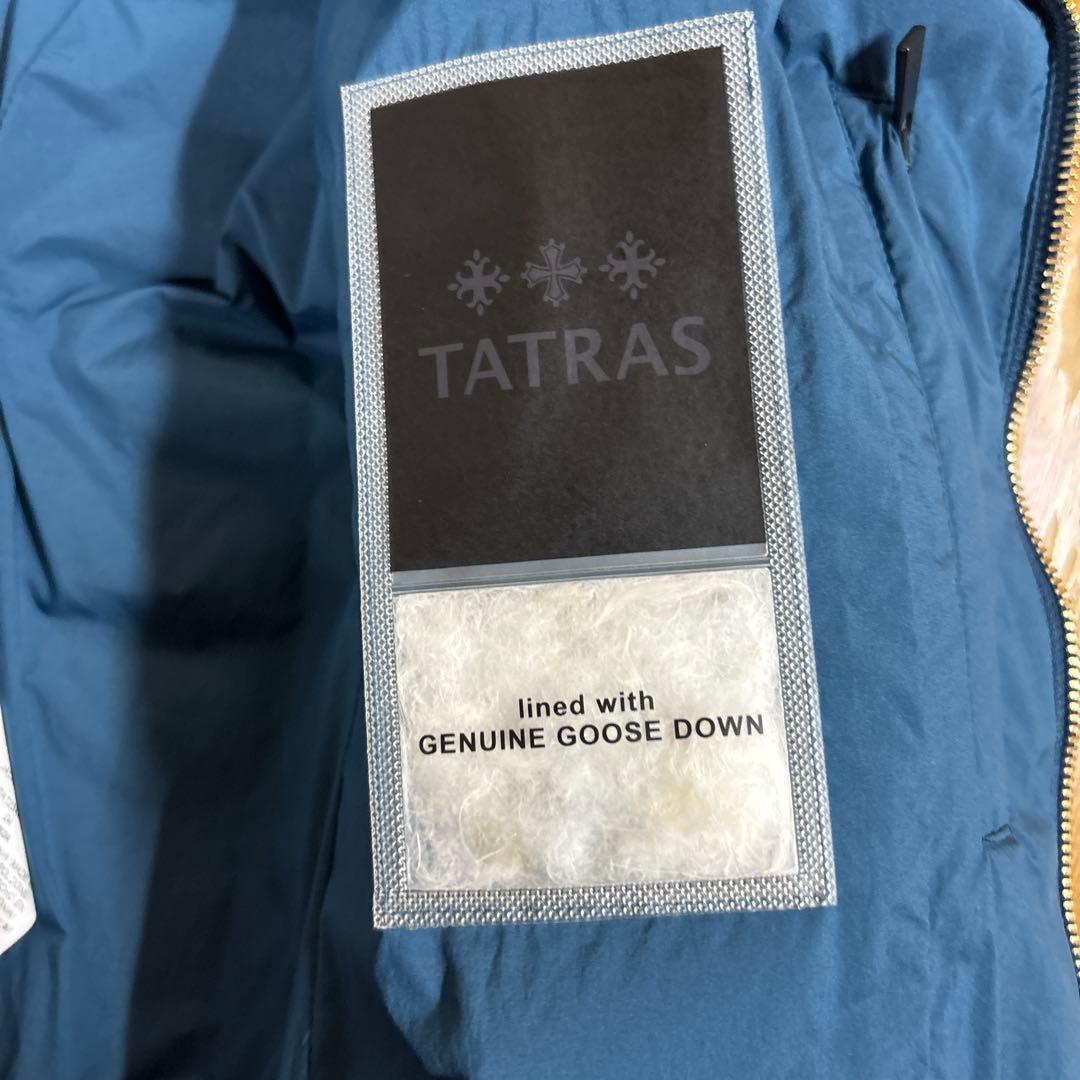 TATRAS
lined with
GENUINE GOOSE DOWN